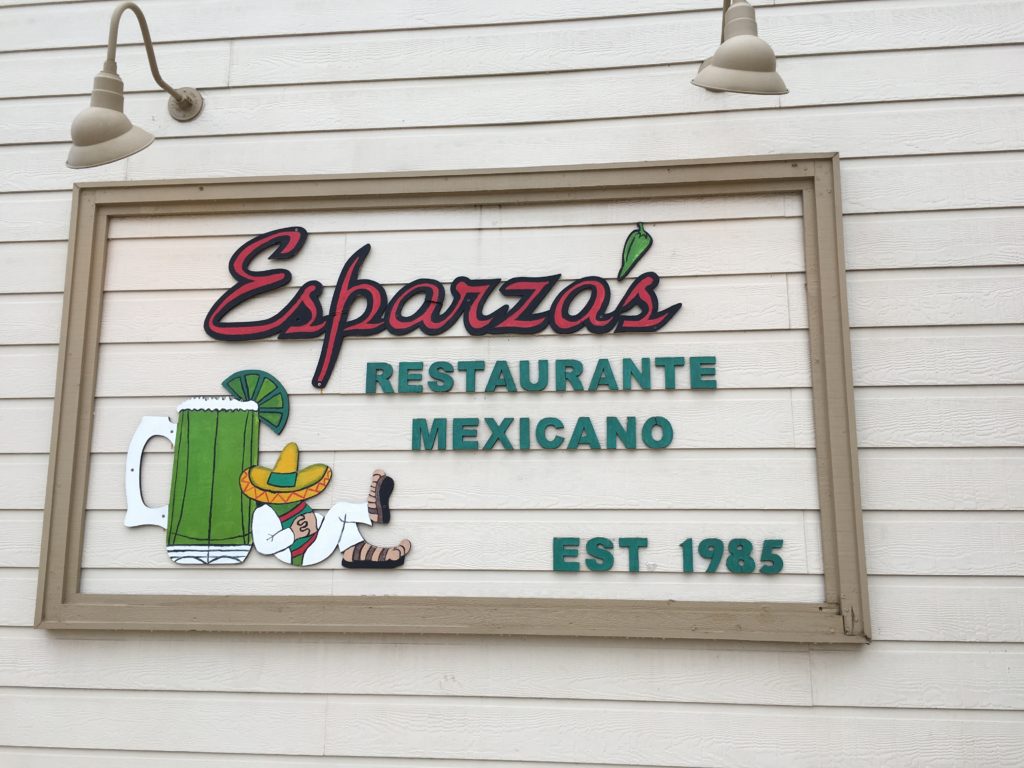 Esparza's
RESTAURANTE
MEXICANO
EST. 1985